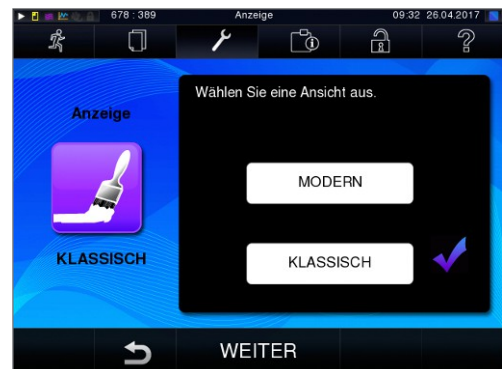 678 : 389 Anzeige 09:32 26.04.2017
Wählen Sie eine Ansicht aus.
Anzeige
MODERN
KLASSISCH
KLASSISCH
WEITER